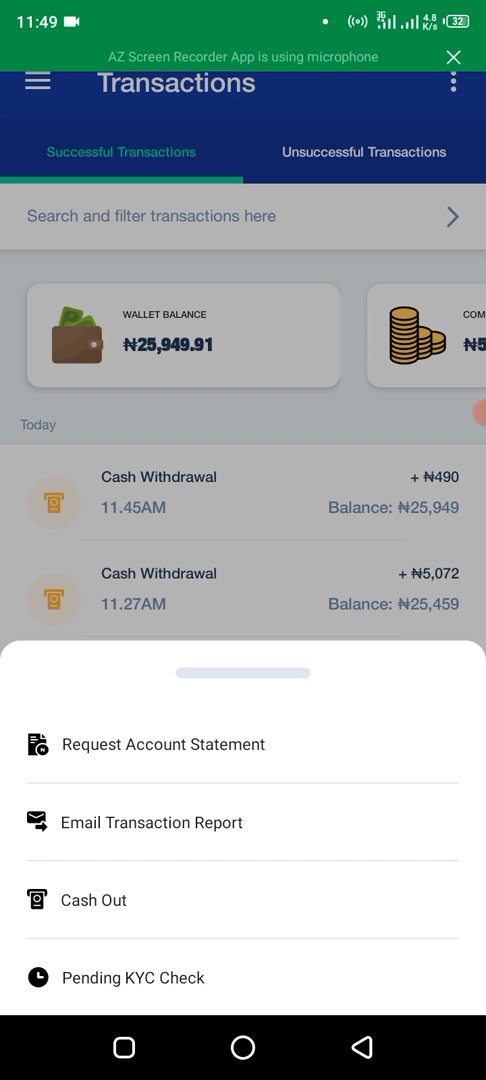 11:49
3G
4.8
K/s
32
AZ Screen Recorder App is using microphone
Transactions
Successful Transactions
Unsuccessful Transactions
Search and filter transactions here
WALLET BALANCE
₦25,949.91
COM
₦5
Today
Cash Withdrawal
+ ₦490
11.45AM
Balance: ₦25,949
Cash Withdrawal
+ ₦5,072
11.27AM
Balance: ₦25,459
Request Account Statement
Email Transaction Report
Cash Out
Pending KYC Check